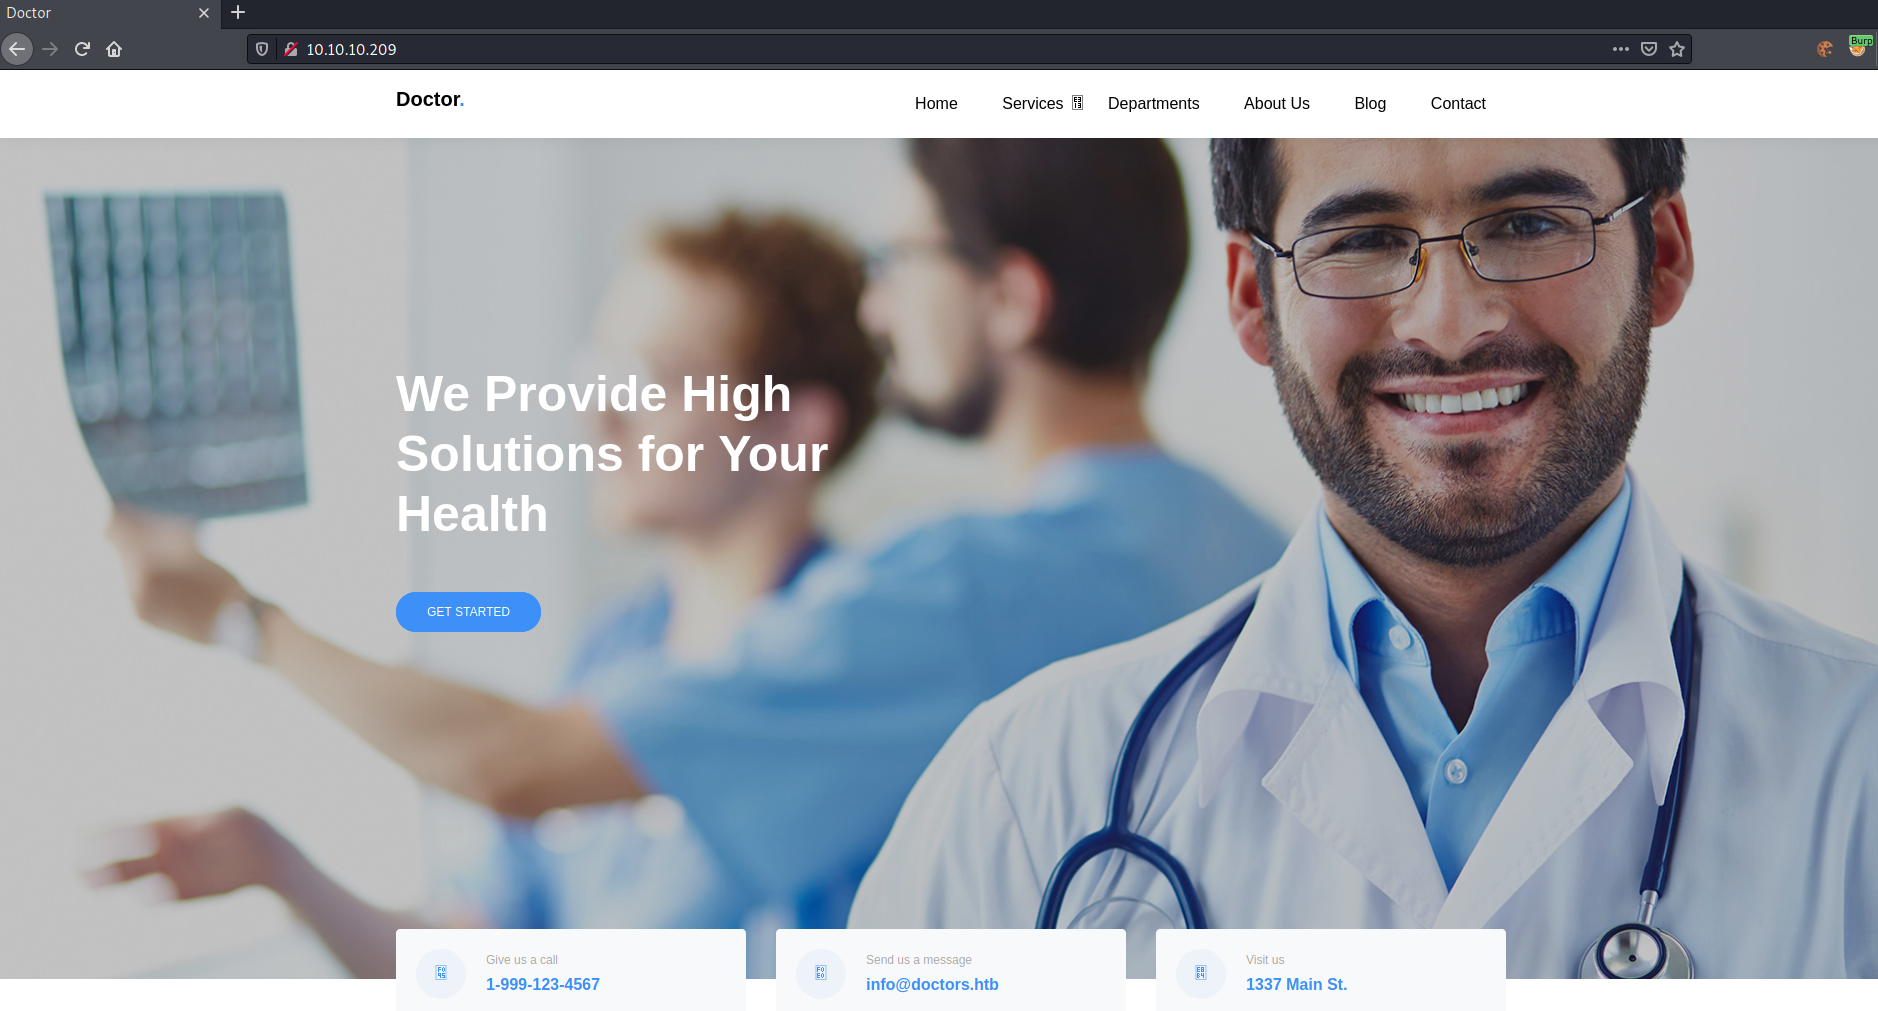 Doctor
10.10.10.209
Burp
Doctor.
Home Services Departments About Us Blog Contact
We Provide High
Solutions for Your
Health
GET STARTED
Give us a call
1-999-123-4567
Send us a message
info@doctors.htb
Visit us
1337 Main St.